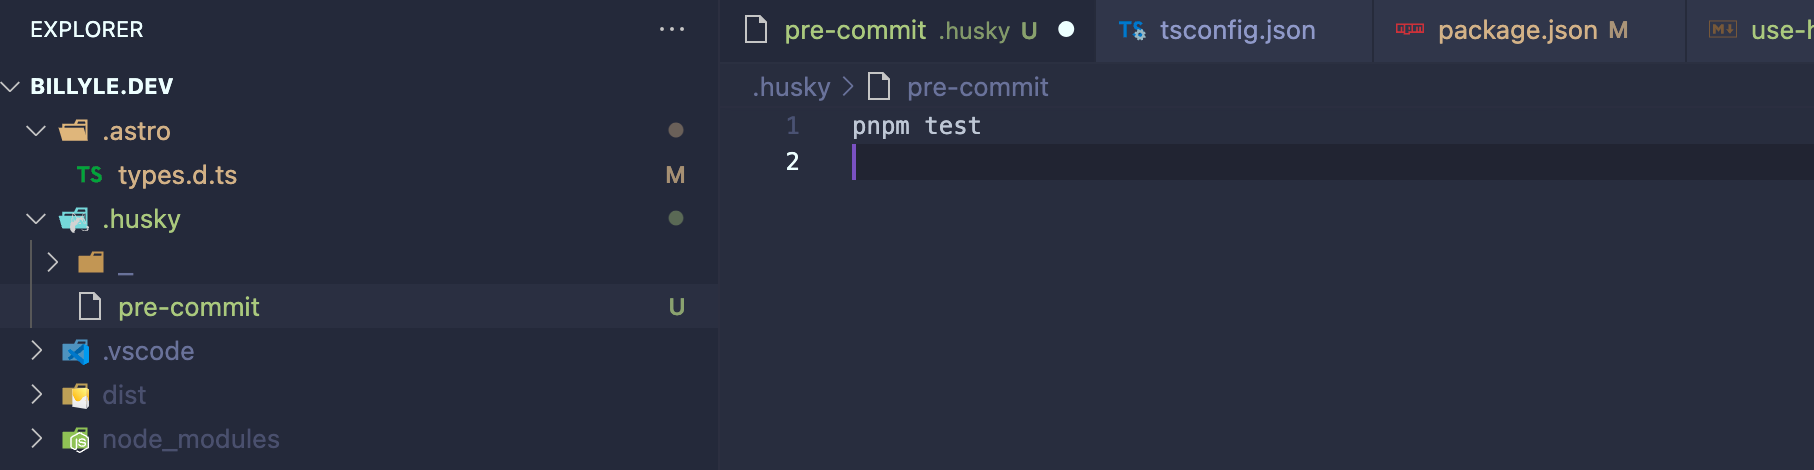 EXPLORER
BILLYLE.DEV
.astro
TS types.d.ts M
.husky
_
pre-commit U
.vscode
dist
node_modules
pre-commit .husky U
TS tsconfig.json
package.json M
use-
.husky > pre-commit
1 pnpm test
2